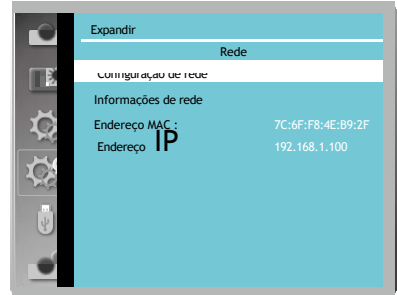 Expandir
Rede
Configuração de rede
Informações de rede
Endereço MAC : 7C:6F:F8:4E:B9:2F
Endereço IP 192.168.1.100